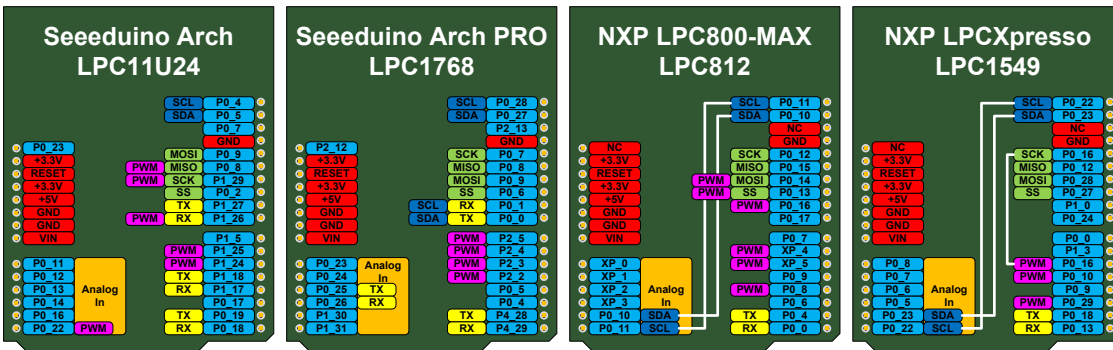 Seeeduino Arch
LPC11U24
SCL P0_4
SDA P0_5
P0_7
GND
P0_23
+3.3V
RESET
+3.3V
+5V
GND
GND
VIN
MOSI P0_9
PWM MISO P0_8
PWM SCK P1_29
SS P0_2
TX P1_27
PWM RX P1_26
P1_5
PWM P1_25
PWM P1_24
TX P1_18
RX P1_17
P0_17
TX P0_19
RX P0_18
P0_11
P0_12
P0_13
P0_14
P0_16
P0_22 PWM
Analog
In
Seeeduino Arch PRO
LPC1768
SCL P0_28
SDA P0_27
P2_13
GND
P2_12
+3.3V
RESET
+3.3V
+5V
GND
GND
VIN
SCK P0_7
MISO P0_8
MOSI P0_9
SS P0_6
SCL RX P0_1
SDA TX P0_0
PWM P2_5
PWM P2_4
PWM P2_3
PWM P2_2
P0_5
P0_4
TX P4_28
RX P4_29
P0_23
P0_24
P0_25 TX
P0_26 RX
P1_30
P1_31
Analog
In
NXP LPC800-MAX
LPC812
SCL P0_11
SDA P0_10
NC
GND
NC
+3.3V
RESET
+3.3V
+5V
GND
GND
VIN
SCK P0_12
MISO P0_15
PWM MOSI P0_14
PWM SS P0_13
PWM P0_16
P0_17
P0_7
PWM XP_4
PWM XP_5
P0_9
PWM P0_8
P0_6
TX P0_4
RX P0_0
XP_0
XP_1
XP_2
XP_3
P0_10 SDA
P0_11 SCL
Analog
In
NXP LPCXpresso
LPC1549
SCL P0_22
SDA P0_23
NC
GND
NC
+3.3V
RESET
+3.3V
+5V
GND
GND
VIN
SCK P0_16
MISO P0_12
MOSI P0_28
SS P0_27
P1_0
P0_24
P0_0
P1_3
PWM P0_16
PWM P0_10
P0_9
PWM P0_29
TX P0_18
RX P0_13
P0_8
P0_7
P0_6
P0_5
P0_23 SDA
P0_22 SCL
Analog
In